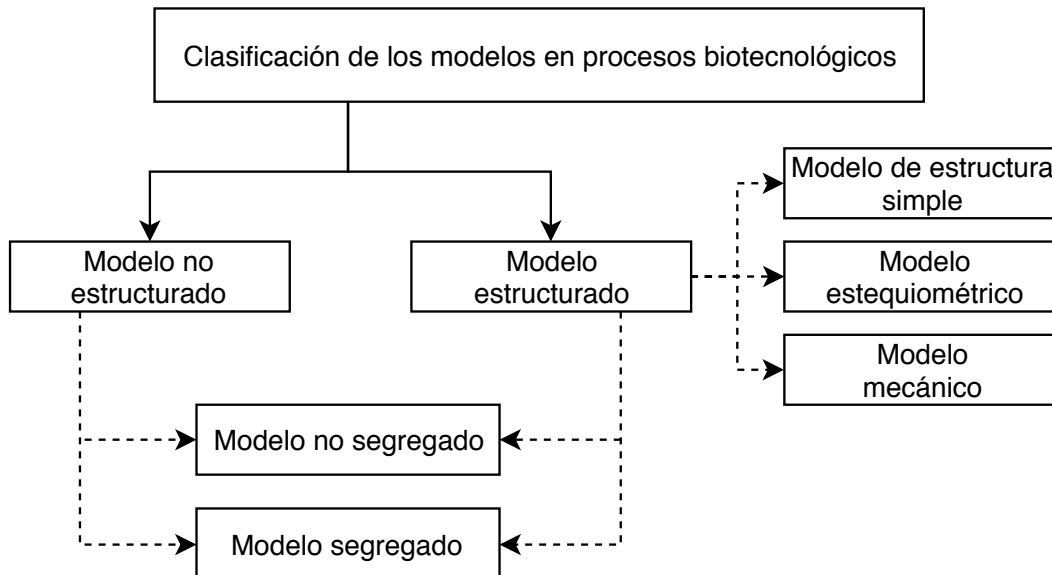 Clasificación de los modelos en procesos biotecnológicos
Modelo de estructura
simple
Modelo no
estructurado
Modelo
estructurado
Modelo
estequiométrico
Modelo
mecánico
Modelo no segregado
Modelo segregado